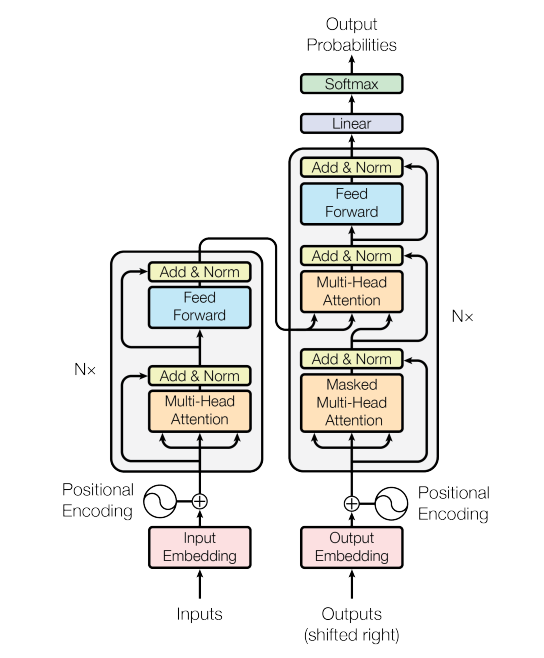 Output
Probabilities
Softmax
Linear
Add & Norm
Feed
Forward
Add & Norm
Multi-Head
Attention
Add & Norm
Masked
Multi-Head
Attention
Nx
Add & Norm
Feed
Forward
Add & Norm
Multi-Head
Attention
Nx
Positional
Encoding
Positional
Encoding
Input
Embedding
Output
Embedding
Inputs
Outputs
(shifted right)